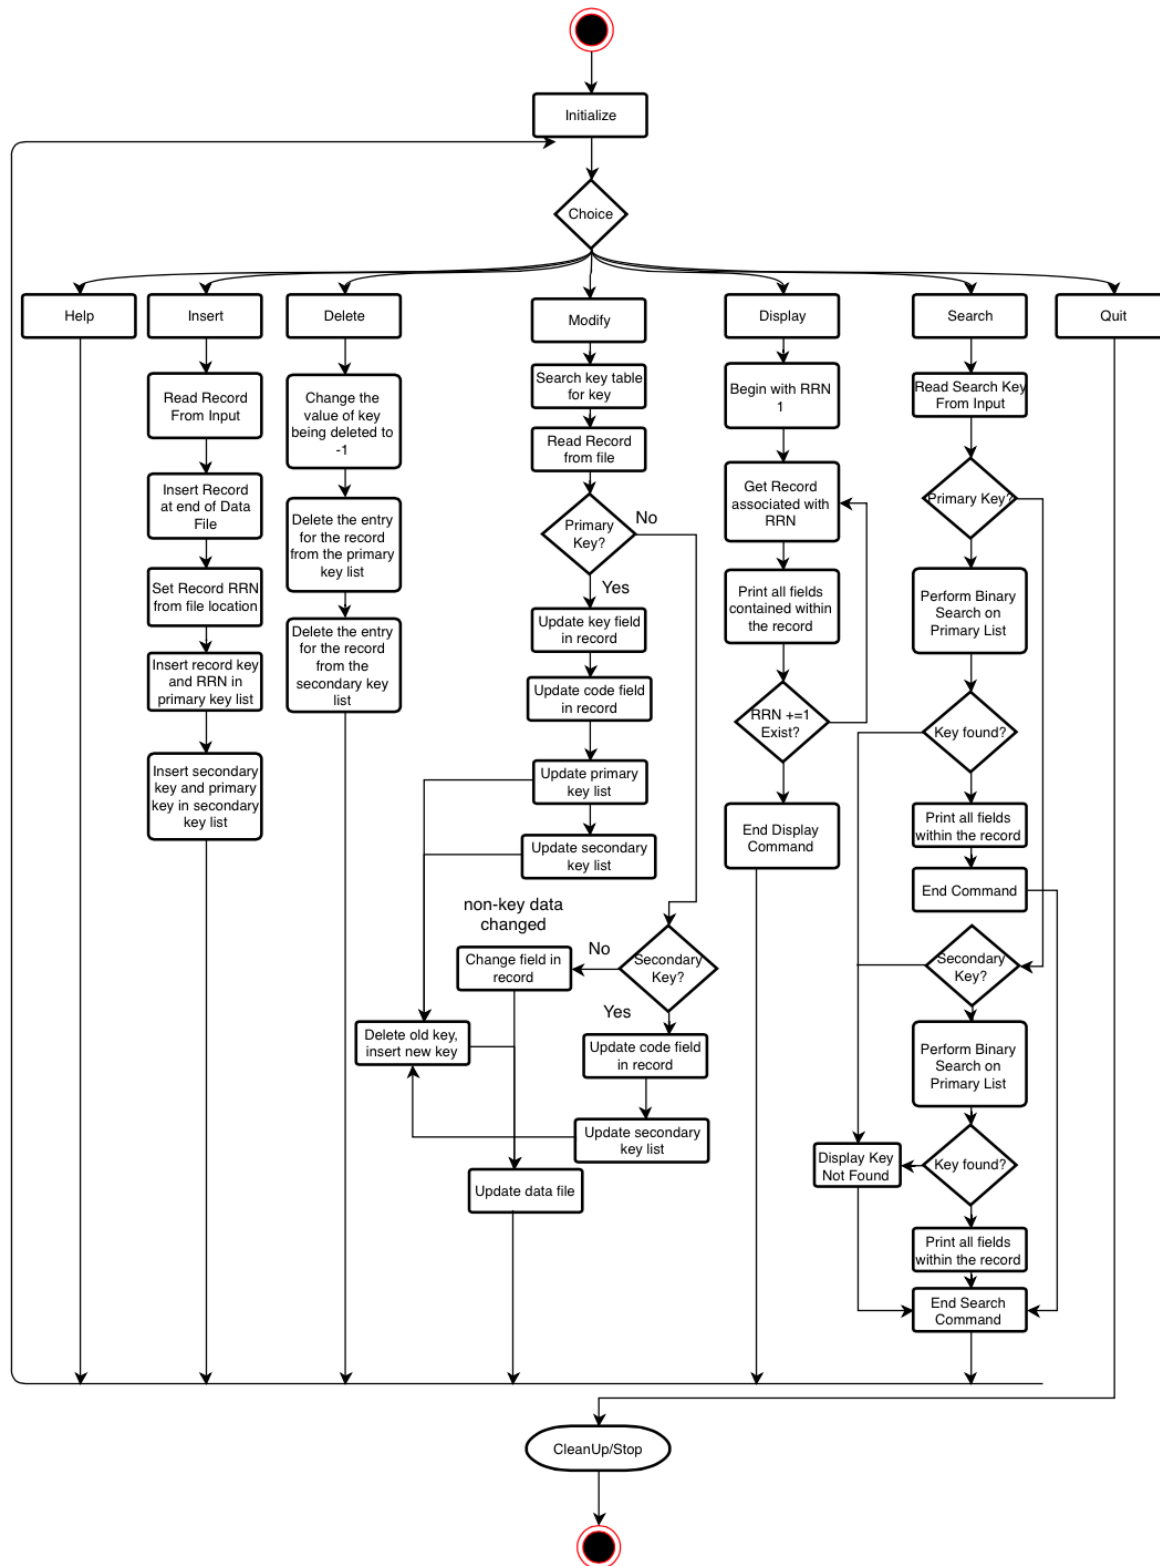 Initialize
Choice
Help
Insert
Delete
Modify
Display
Search
Quit
Read Record
From Input
Insert Record
at end of Data
File
Set Record RRN
from file location
Insert record key
and RRN in
primary key list
Insert secondary
key and primary
key in secondary
key list
Change the
value of key
being deleted to
-1
Delete the entry
for the record
from the primary
key list
Delete the entry
for the record
from the
secondary key
list
Search key table
for key
Read Record
from file
Primary
Key?
No
Yes
Update key field
in record
Update code field
in record
Update primary
key list
Update secondary
key list
non-key data
changed
Change field in
record
No
Secondary
Key?
Yes
Delete old key,
insert new key
Update code field
in record
Update secondary
key list
Update data file
Begin with RRN
1
Get Record
associated with
RRN
Print all fields
contained within
the record
RRN +=1
Exist?
End Display
Command
Read Search Key
From Input
Primary Key?
Perform Binary
Search on
Primary List
Key found?
Print all fields
within the record
End Command
Secondary
Key?
Perform Binary
Search on
Primary List
Key found?
Display Key
Not Found
Print all fields
within the record
End Search
Command
CleanUp/Stop